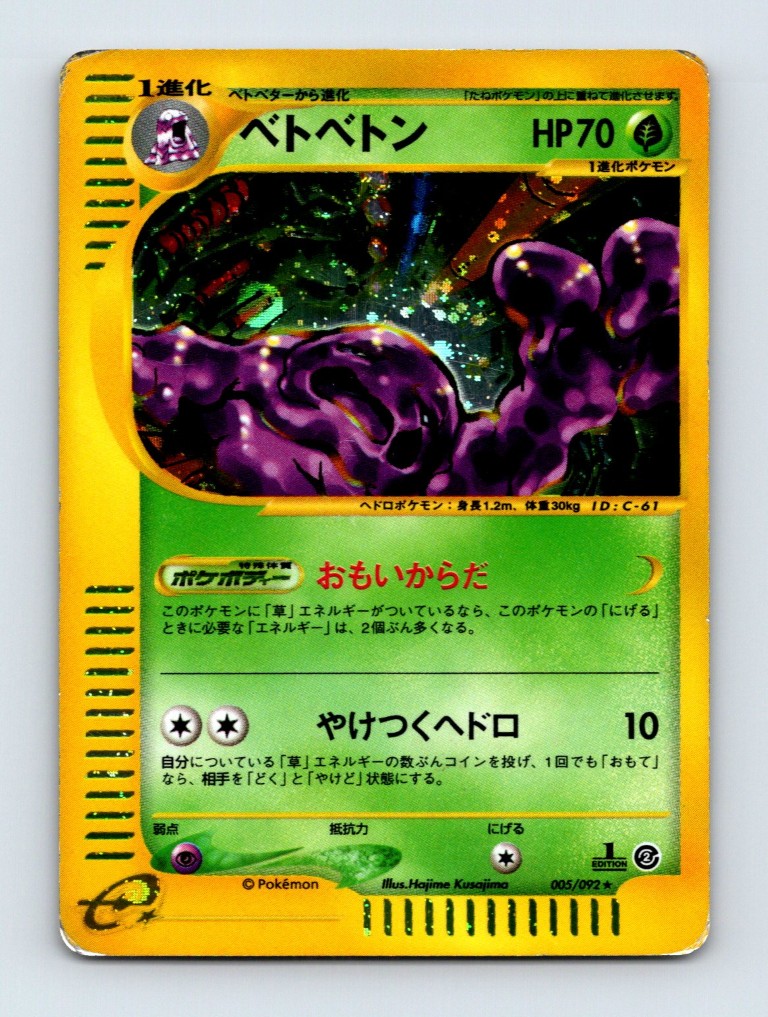 1進化
ベトベターから進化
「たねポケモン」の上に重ねて進化させます。
ベトベトン
HP70
1進化ポケモン
ヘドロポケモン：身長1.2m、体重30kg ID:C-61
特殊体質
ポケボディー
おもいからだ
このポケモンに「草」エネルギーがついているなら、このポケモンの「にげる」
ときに必要な「エネルギー」は、2個ぶん多くなる。
やけつくヘドロ 10
自分についている「草」エネルギーの数ぶんコインを投げ、1回でも「おもて」
なら、相手を「どく」と「やけど」状態にする。
弱点 抵抗力 にげる
1
EDITION
2
© Pokémon Illus.Hajime Kusajima 005/092★
e